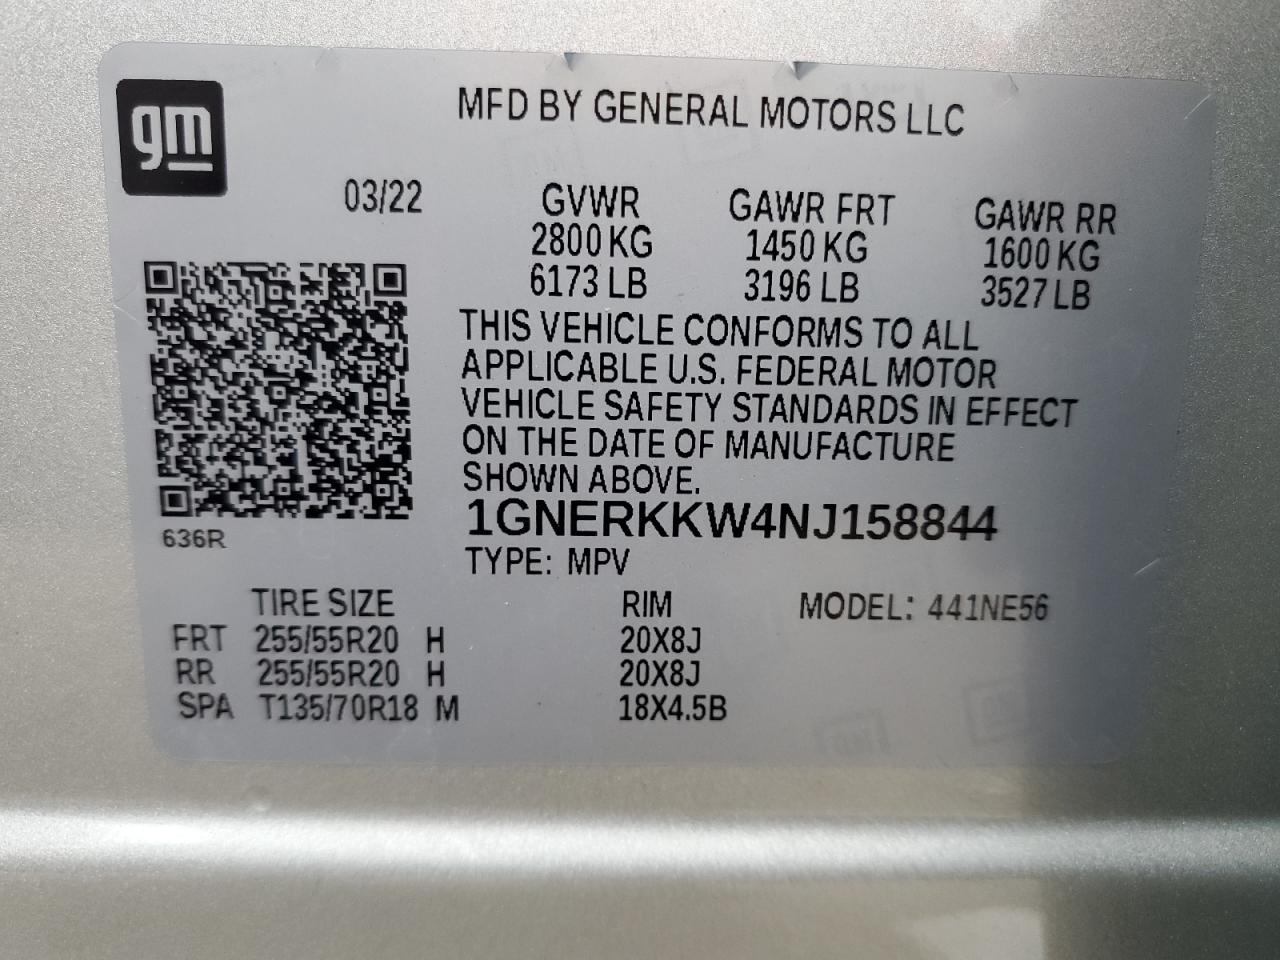 gm
MFD BY GENERAL MOTORS LLC
03/22 GVWR GAWR FRT GAWR RR
2800 KG 1450 KG 1600 KG
6173 LB 3196 LB 3527 LB
THIS VEHICLE CONFORMS TO ALL
APPLICABLE U.S. FEDERAL MOTOR
VEHICLE SAFETY STANDARDS IN EFFECT
ON THE DATE OF MANUFACTURE
SHOWN ABOVE.
1GNERKKW4NJ158844
636R
TYPE: MPV
TIRE SIZE RIM MODEL: 441NE56
FRT 255/55R20 H 20X8J
RR 255/55R20 H 20X8J
SPA T135/70R18 M 18X4.5B